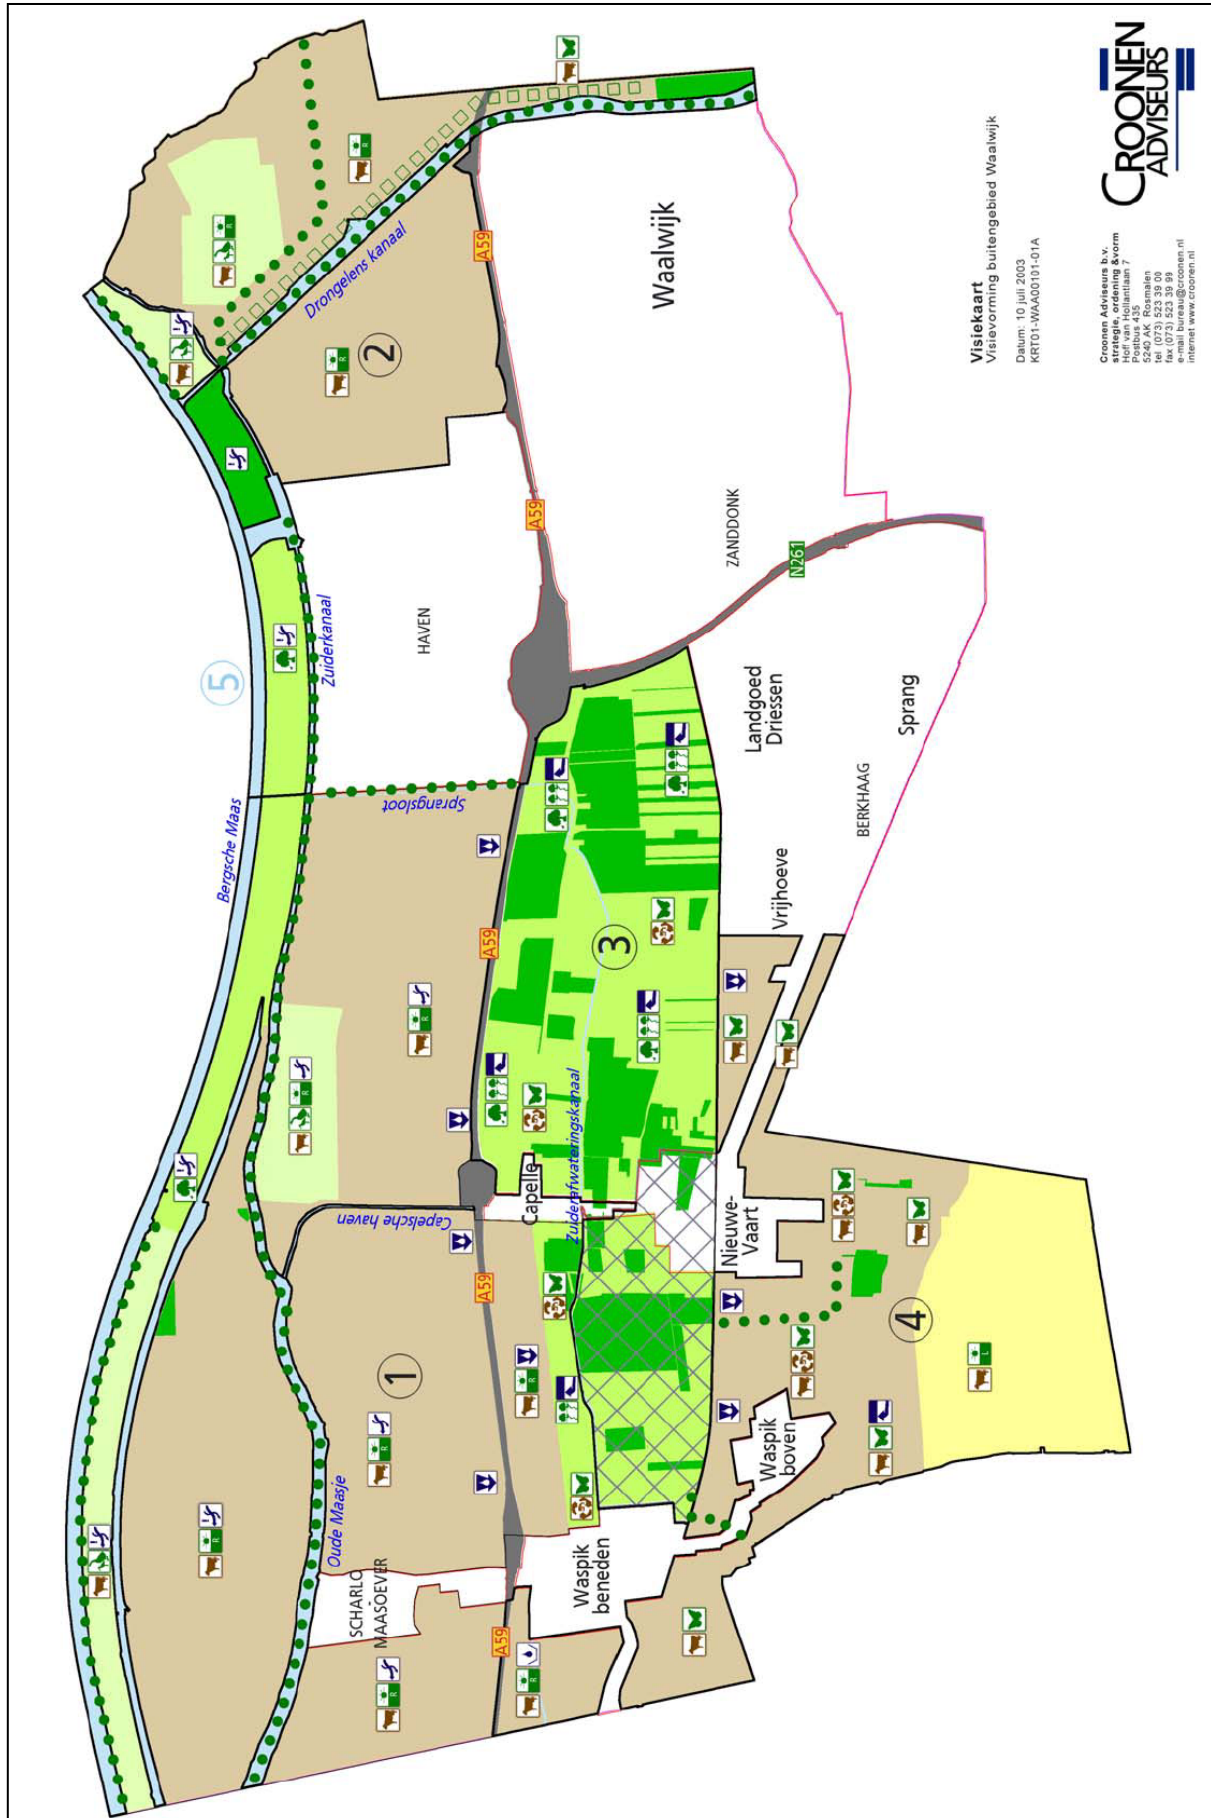 5
Bergsche Maas
Zuiderkanaal
HAVEN
Sprangsloot
Drongelens kanaal
2
A59
A59
A59
A59
A59
Waalwijk
ZANDDONK
N261
Landgoed
Driessen
Sprang
BERKHAAG
Vrijhoeve
3
Zuiderafwateringskanaal
Capelle
Capelsche haven
Nieuwe-
Vaart
1
Oude Maasje
SCHARLO
MAASOEVER
Waspik
beneden
Waspik
boven
4
R
R
R
R
R
R
R
R
R
R
L
Visiekaart
Visievorming buitengebied Waalwijk
Datum: 10 juli 2003
KRT01-WAA00101-01A
CROONEN
ADVISEURS
Croonen Adviseurs b.v.
strategie, ordening &vorm
Hoff van Hollantlaan 7
Postbus 435
5240 AK Rosmalen
tel (073) 523 39 00
fax (073) 523 39 99
e-mail bureau@croonen.nl
internet www.croonen.nl